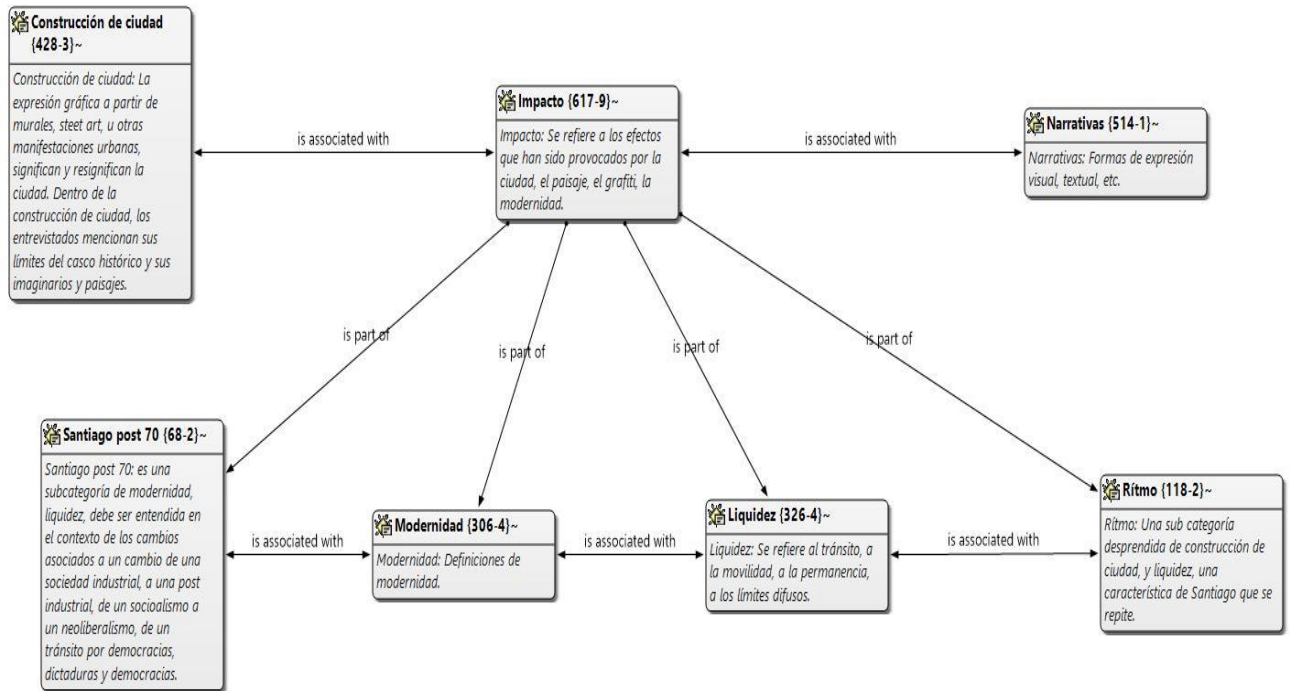 Construcción de ciudad
{428-3}~
Construcción de ciudad: La
expresión gráfica a partir de
murales, steet art, u otras
manifestaciones urbanas,
significan y resignifican la
ciudad. Dentro de la
construcción de ciudad, los
entrevistados mencionan sus
límites del casco histórico y sus
imaginarios y paisajes.
is associated with
Impacto {617-9}~
Impacto: Se refiere a los efectos
que han sido provocados por la
ciudad, el paisaje, el grafiti, la
modernidad.
is associated with
Narrativas {514-1}~
Narrativas: Formas de expresión
visual, textual, etc.
is part of
is part of
is part of
is part of
Santiago post 70 {68-2}~
Santiago post 70: es una
subcategoría de modernidad,
liquidez, debe ser entendida en
el contexto de los cambios
asociados a un cambio de una
sociedad industrial, a una post
industrial, de un socioalismo a
un neoliberalismo, de un
tránsito por democracias,
dictaduras y democracias.
is associated with
Modernidad {306-4}~
Modernidad: Definiciones de
modernidad.
is associated with
Liquidez {326-4}~
Liquidez: Se refiere al tránsito, a
la movilidad, a la permanencia,
a los límites difusos.
is associated with
Rítmo {118-2}~
Rítmo: Una sub categoría
desprendida de construcción de
ciudad, y liquidez, una
característica de Santiago que se
repite.